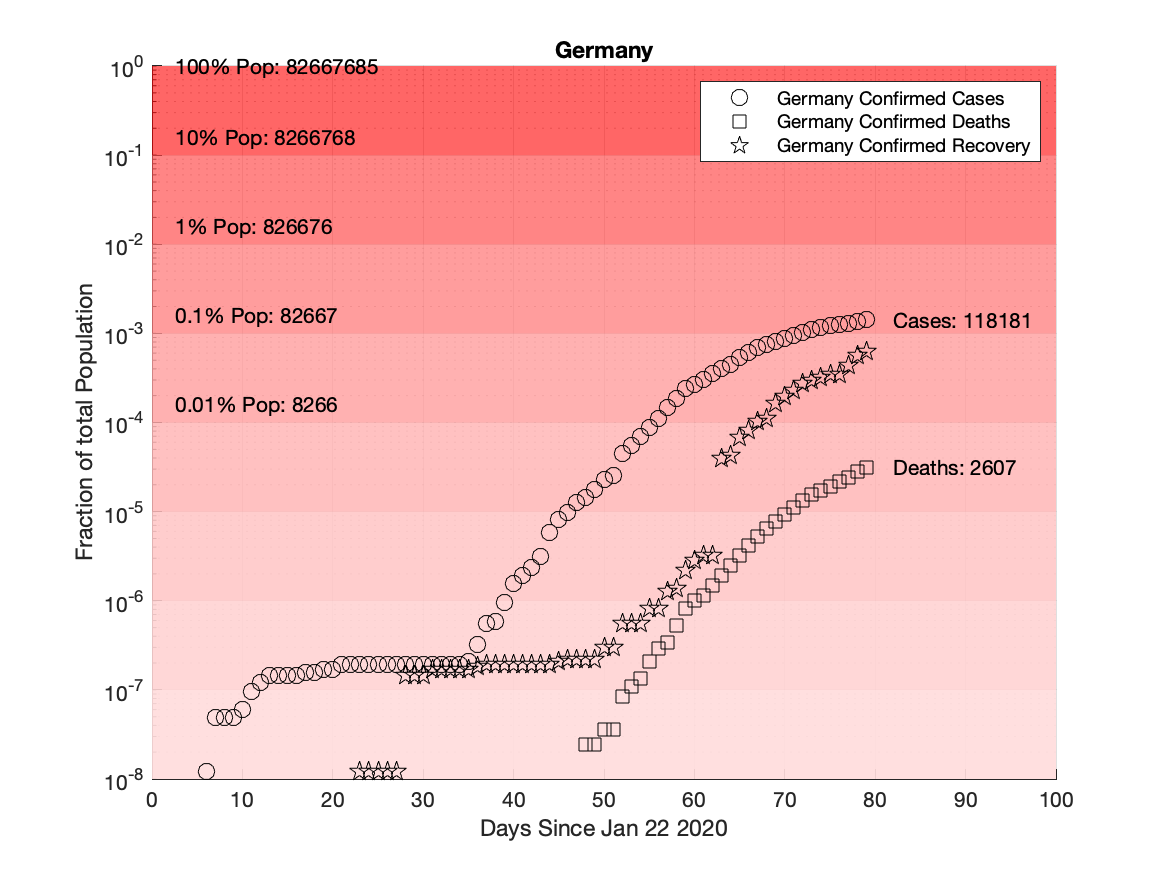 Germany
10^0
100% Pop: 82667685
Germany Confirmed Cases
Germany Confirmed Deaths
Germany Confirmed Recovery
10% Pop: 8266768
10^-1
1% Pop: 826676
10^-2
0.1% Pop: 82667
10^-3
Cases: 118181
0.01% Pop: 8266
10^-4
Deaths: 2607
10^-5
10^-6
10^-7
10^-8
Fraction of total Population
0 10 20 30 40 50 60 70 80 90 100
Days Since Jan 22 2020